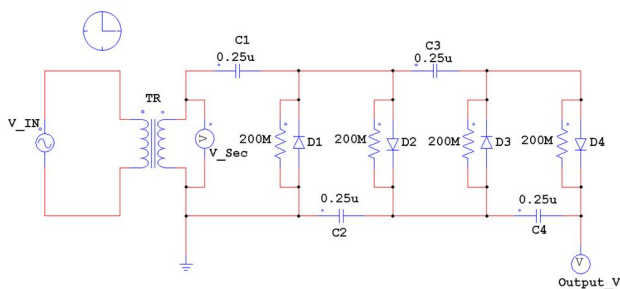 C1
0.25u
C3
0.25u
TR
V_IN
V
V_Sec
200M
D1
200M
D2
200M
D3
200M
D4
0.25u
C2
0.25u
C4
V
Output_V